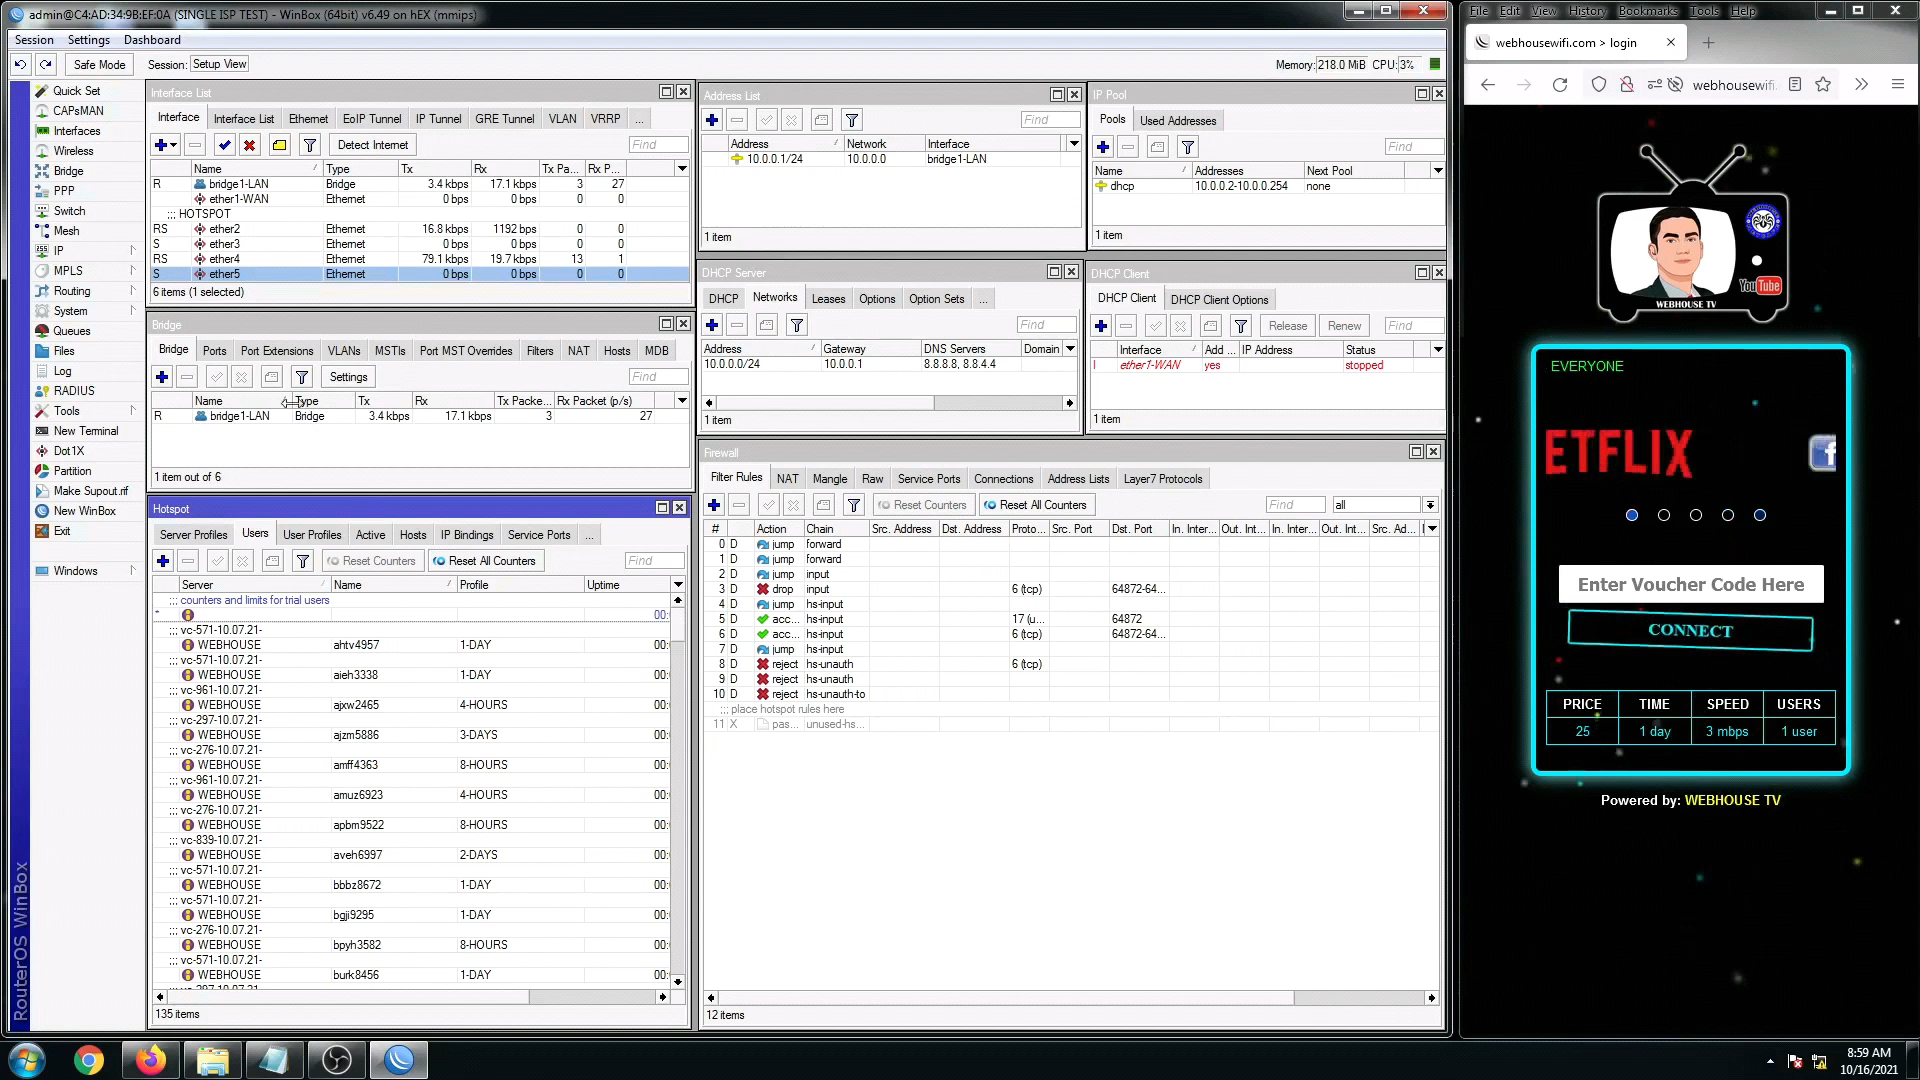 admin@C4:AD:34:9B:EF:0A (SINGLE ISP TEST) - WinBox (64bit) v6.49 on hEX (mmips)
Session Settings Dashboard
Safe Mode Session: Setup View Memory: 218.0 MiB CPU: 3%
Quick Set
CAPsMAN
Interfaces
Wireless
Bridge
PPP
Switch
Mesh
IP
MPLS
Routing
System
Queues
Files
Log
RADIUS
Tools
New Terminal
Dot1X
Partition
Make Supout.rif
New WinBox
Exit
Windows
RouterOS WinBox
Interface List
Interface Interface List Ethernet EoIP Tunnel IP Tunnel GRE Tunnel VLAN VRRP ...
Detect Internet Find
Name Type Tx Rx Tx Pa... Rx P...
R bridge1-LAN Bridge 3.4 kbps 17.1 kbps 3 27
ether1-WAN Ethernet 0 bps 0 bps 0 0
;;; HOTSPOT
RS ether2 Ethernet 16.8 kbps 1192 bps 0 0
S ether3 Ethernet 0 bps 0 bps 0 0
RS ether4 Ethernet 79.1 kbps 19.7 kbps 13 1
S ether5 Ethernet 0 bps 0 bps 0 0
6 items (1 selected)
Bridge
Bridge Ports Port Extensions VLANs MSTIs Port MST Overrides Filters NAT Hosts MDB
Settings Find
Name Type Tx Rx Tx Packe... Rx Packet (p/s)
R bridge1-LAN Bridge 3.4 kbps 17.1 kbps 3 27
1 item out of 6
Hotspot
Server Profiles Users User Profiles Active Hosts IP Bindings Service Ports ...
Reset Counters Reset All Counters Find
Server Name Profile Uptime
;;; counters and limits for trial users
* 00:
;;; vc-571-10.07.21-
WEBHOUSE ahtv4957 1-DAY 00:
;;; vc-571-10.07.21-
WEBHOUSE aieh3338 1-DAY 00:
;;; vc-961-10.07.21-
WEBHOUSE ajxw2465 4-HOURS 00:
;;; vc-297-10.07.21-
WEBHOUSE ajzm5886 3-DAYS 00:
;;; vc-276-10.07.21-
WEBHOUSE amff4363 8-HOURS 00:
;;; vc-961-10.07.21-
WEBHOUSE amuz6923 4-HOURS 00:
;;; vc-276-10.07.21-
WEBHOUSE apbm9522 8-HOURS 00:
;;; vc-839-10.07.21-
WEBHOUSE aveh6997 2-DAYS 00:
;;; vc-571-10.07.21-
WEBHOUSE bbbz8672 1-DAY 00:
;;; vc-571-10.07.21-
WEBHOUSE bgji9295 1-DAY 00:
;;; vc-276-10.07.21-
WEBHOUSE bpyh3582 8-HOURS 00:
;;; vc-571-10.07.21-
WEBHOUSE burk8456 1-DAY 00:
135 items
Address List
Find
Address Network Interface
10.0.0.1/24 10.0.0.0 bridge1-LAN
1 item
IP Pool
Pools Used Addresses
Find
Name Addresses Next Pool
dhcp 10.0.0.2-10.0.0.254 none
1 item
DHCP Server
DHCP Networks Leases Options Option Sets ...
Find
Address Gateway DNS Servers Domain
10.0.0.0/24 10.0.0.1 8.8.8.8, 8.8.4.4
1 item
DHCP Client
DHCP Client DHCP Client Options
Release Renew Find
Interface Add ... IP Address Status
I ether1-WAN yes stopped
1 item
Firewall
Filter Rules NAT Mangle Raw Service Ports Connections Address Lists Layer7 Protocols
Reset Counters Reset All Counters Find all
# Action Chain Src. Address Dst. Address Proto... Src. Port Dst. Port In. Inter... Out. Int... In. Inter... Out. Int... Src. Ad...
0 D jump forward
1 D jump forward
2 D jump input
3 D drop input 6 (tcp) 64872-64...
4 D jump hs-input
5 D acc... hs-input 17 (u... 64872
6 D acc... hs-input 6 (tcp) 64872-64...
7 D jump hs-input
8 D reject hs-unauth 6 (tcp)
9 D reject hs-unauth
10 D reject hs-unauth-to
;;; place hotspot rules here
11 X pas... unused-hs...
12 items
File Edit View History Bookmarks Tools Help
webhousewifi.com > login
webhousewifi.
YouTube
WEBHOUSE TV
EVERYONE
ETFLIX
Enter Voucher Code Here
CONNECT
PRICE TIME SPEED USERS
25 1 day 3 mbps 1 user
Powered by: WEBHOUSE TV
8:59 AM
10/16/2021